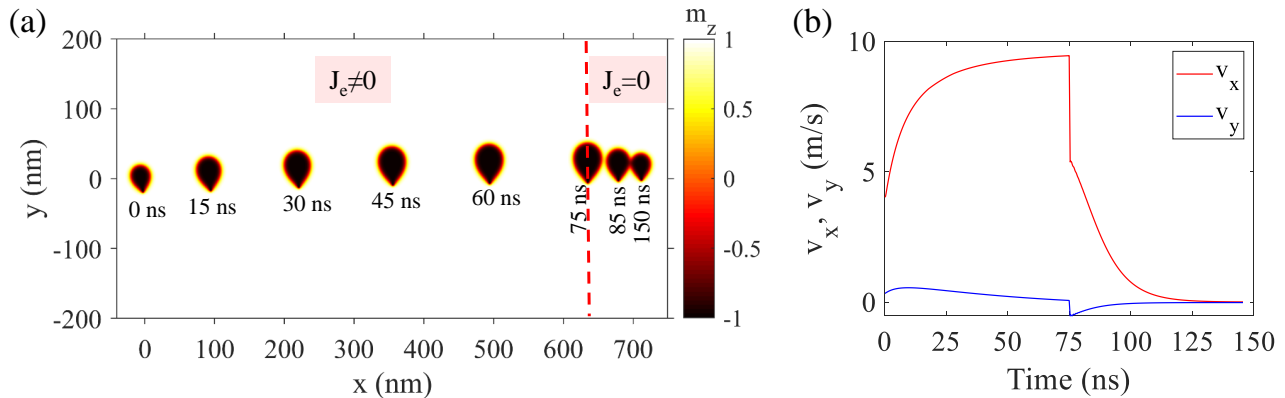 (a)
m_z
200
100
0
-100
-200
y (nm)
J_e≠0
J_e=0
0 ns
15 ns
30 ns
45 ns
60 ns
75 ns
85 ns
150 ns
0 100 200 300 400 500 600 700
x (nm)
1
0.5
0
-0.5
-1
(b)
10
5
0
v_x, v_y (m/s)
v_x
v_y
0 25 50 75 100 125 150
Time (ns)